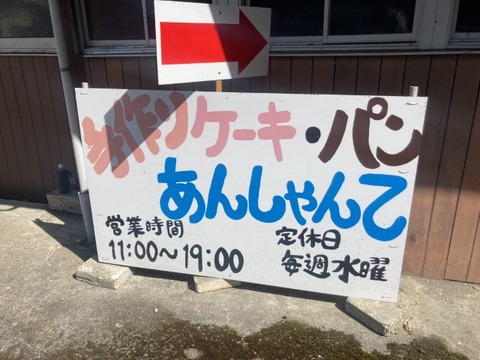 手作りケーキ・パン
あんしゃんて
営業時間
11:00〜19:00
定休日
毎週水曜